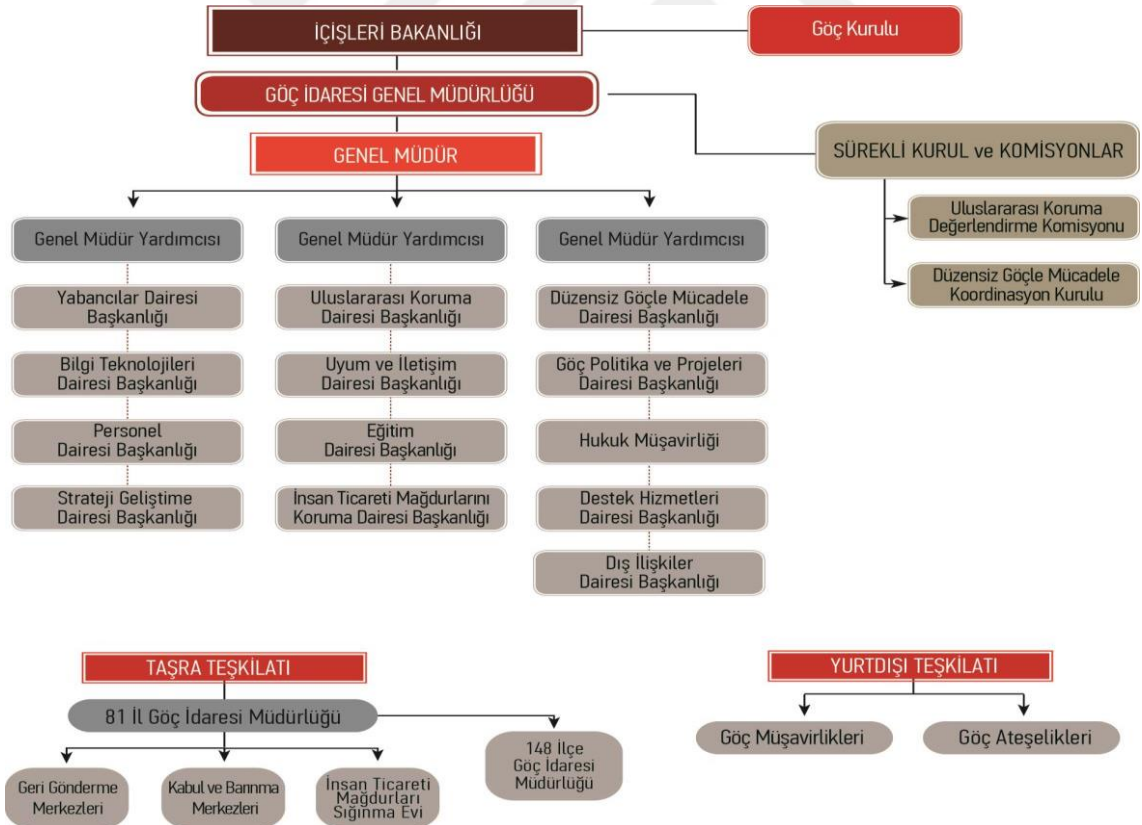 İÇİŞLERİ BAKANLIĞI
Göç Kurulu
GÖÇ İDARESİ GENEL MÜDÜRLÜĞÜ
GENEL MÜDÜR
SÜREKLİ KURUL ve KOMİSYONLAR
Uluslararası Koruma
Değerlendirme Komisyonu
Düzensiz Göçle Mücadele
Koordinasyon Kurulu
Genel Müdür Yardımcısı
Yabancılar Dairesi
Başkanlığı
Bilgi Teknolojileri
Dairesi Başkanlığı
Personel
Dairesi Başkanlığı
Strateji Geliştime
Dairesi Başkanlığı
Genel Müdür Yardımcısı
Uluslararası Koruma
Dairesi Başkanlığı
Uyum ve İletişim
Dairesi Başkanlığı
Eğitim
Dairesi Başkanlığı
İnsan Ticareti Mağdurlarını
Koruma Dairesi Başkanlığı
Genel Müdür Yardımcısı
Düzensiz Göçle Mücadele
Dairesi Başkanlığı
Göç Politika ve Projeleri
Dairesi Başkanlığı
Hukuk Müşavirliği
Destek Hizmetleri
Dairesi Başkanlığı
Dış İlişkiler
Dairesi Başkanlığı
TAŞRA TEŞKİLATI
81 İl Göç İdaresi Müdürlüğü
Geri Gönderme
Merkezleri
Kabul ve Barınma
Merkezleri
İnsan Ticareti
Mağdurları
Sığınma Evi
148 İlçe
Göç İdaresi
Müdürlüğü
YURTDIŞI TEŞKİLATI
Göç Müşavirlikleri
Göç Ateşelikleri